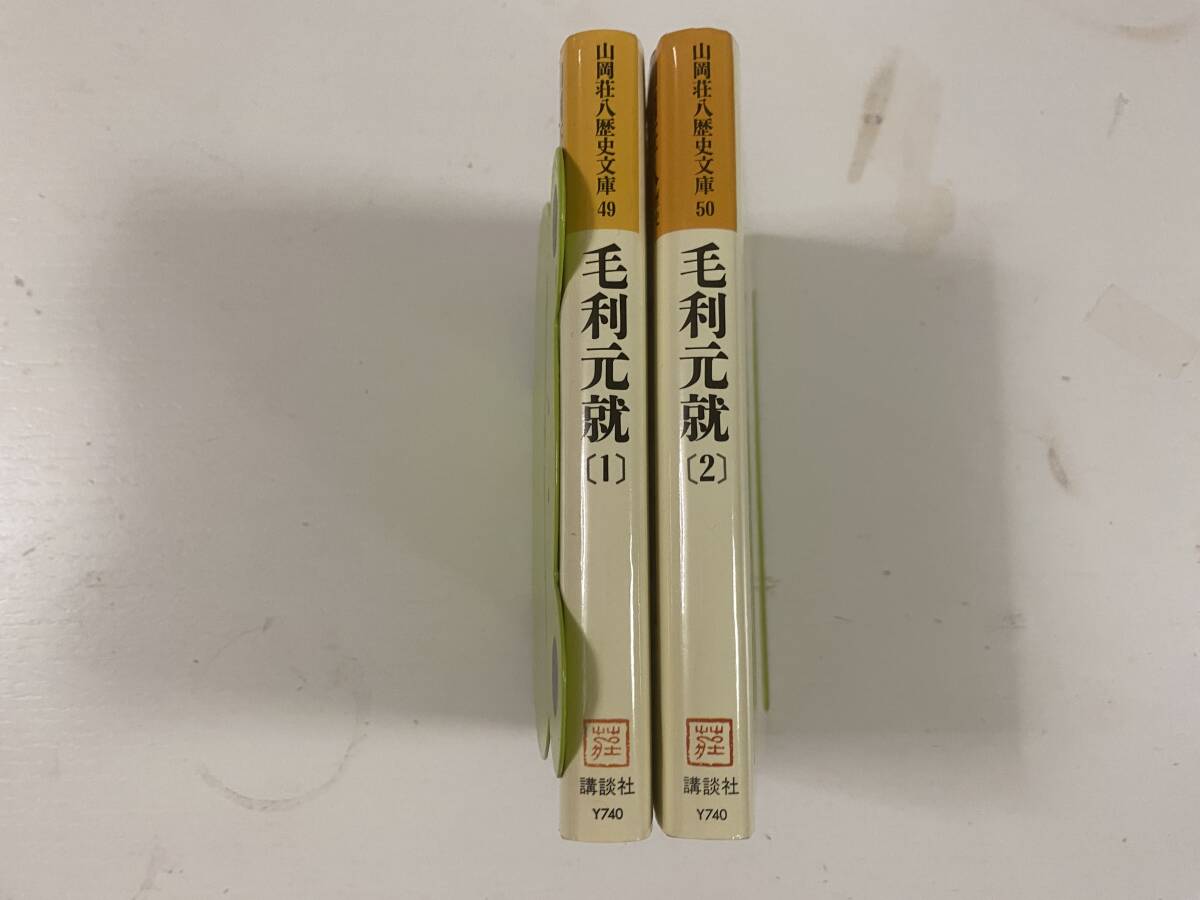 山岡荘八歴史文庫 49
毛利元就〔1〕
荘
講談社
Y740
山岡荘八歴史文庫 50
毛利元就〔2〕
荘
講談社
Y740